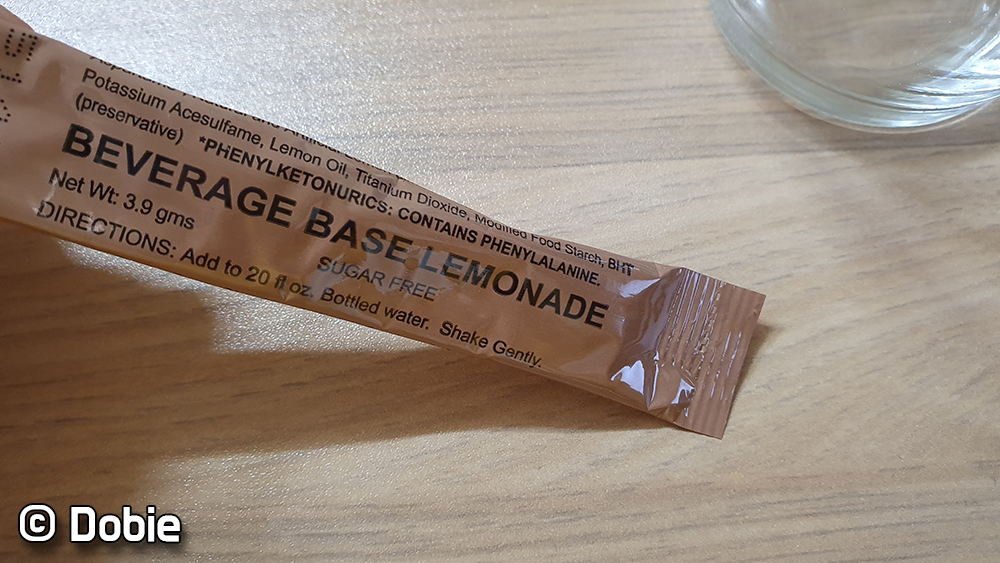 Potassium Acesulfame, Lemon Oil, Titanium Dioxide, Modified Food Starch, BHT
(preservative) *PHENYLKETONURICS: CONTAINS PHENYLALANINE.
BEVERAGE BASE LEMONADE
Net Wt: 3.9 gms
SUGAR FREE
DIRECTIONS: Add to 20 fl oz. Bottled water. Shake Gently.
© Dobie